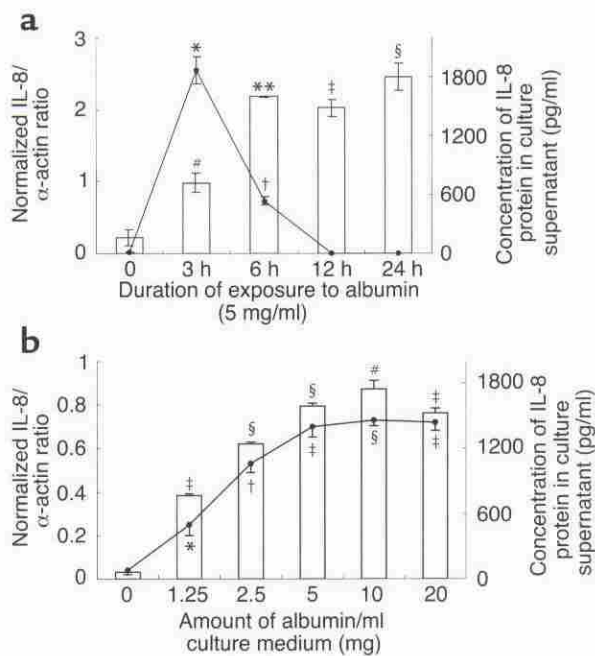 a
Normalized IL-8/
α-actin ratio
3
2
1
0
*
#
**
†
‡
§
1800
1200
600
0
Concentration of IL-8
protein in culture
supernatant (pg/ml)
0 3 h 6 h 12 h 24 h
Duration of exposure to albumin
(5 mg/ml)
b
Normalized IL-8/
α-actin ratio
1
0.8
0.6
0.4
0.2
0
‡
*
§
†
§
‡
#
§
‡
‡
1800
1200
600
0
Concentration of IL-8
protein in culture
supernatant (pg/ml)
0 1.25 2.5 5 10 20
Amount of albumin/ml
culture medium (mg)